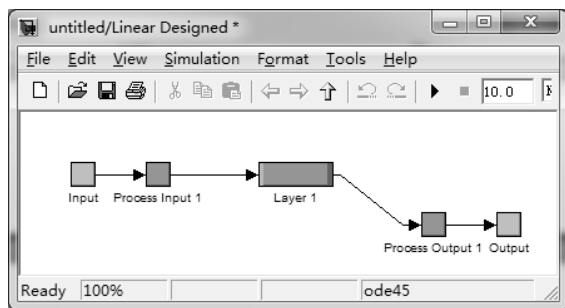 untitled/Linear Designed *
File Edit View Simulation Format Tools Help
10.0
Input Process Input 1 Layer 1
Process Output 1 Output
Ready 100% ode45